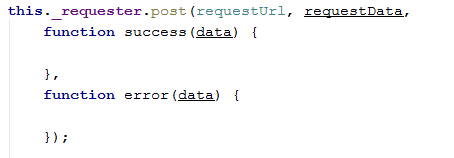 this._requester.post(requestUrl, requestData,
function success(data) {
},
function error(data) {
});